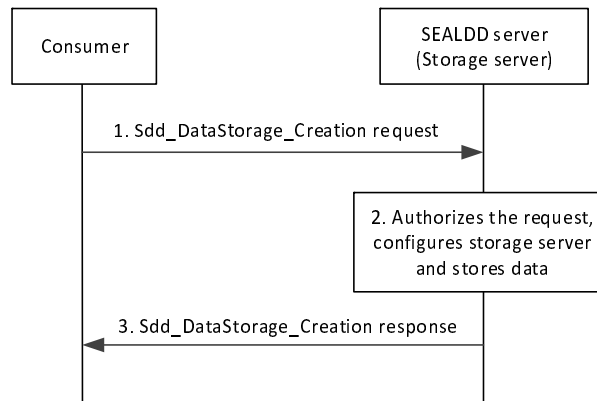 Consumer
SEALDD server
(Storage server)
1. Sdd_DataStorage_Creation request
2. Authorizes the request,
configures storage server
and stores data
3. Sdd_DataStorage_Creation response